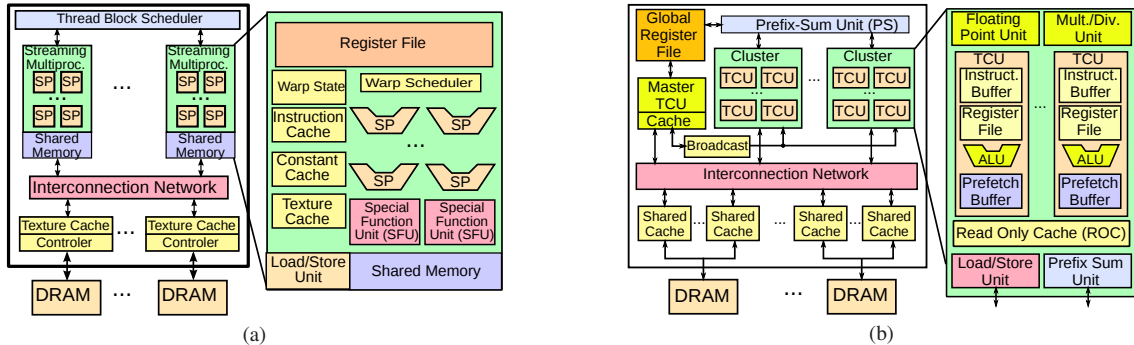 Thread Block Scheduler
Streaming
Multiproc.
SP SP
...
SP SP
Shared
Memory
...
Streaming
Multiproc.
SP SP
...
SP SP
Shared
Memory
Interconnection Network
Texture Cache
Controler
...
Texture Cache
Controler
DRAM
...
DRAM
Register File
Warp State
Warp Scheduler
Instruction
Cache
SP
SP
...
Constant
Cache
SP
SP
Texture
Cache
Special
Function
Unit (SFU)
Special
Function
Unit (SFU)
Load/Store
Unit
Shared Memory
(a)
Global
Register
File
Prefix-Sum Unit (PS)
Master
TCU
Cache
Cluster
TCU TCU
...
TCU TCU
...
Cluster
TCU TCU
...
TCU TCU
Broadcast
Interconnection Network
Shared
Cache
...
Shared
Cache
...
Shared
Cache
...
Shared
Cache
DRAM
...
DRAM
Floating
Point Unit
Mult./Div.
Unit
TCU
Instruct.
Buffer
Register
File
ALU
Prefetch
Buffer
...
TCU
Instruct.
Buffer
Register
File
ALU
Prefetch
Buffer
Read Only Cache (ROC)
Load/Store
Unit
Prefix Sum
Unit
(b)